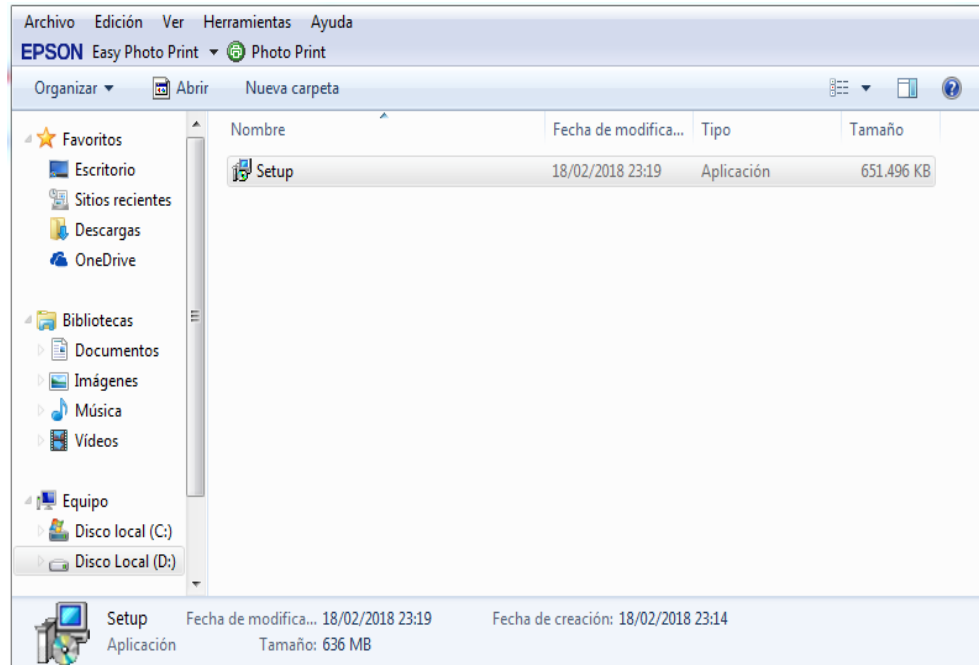 Archivo Edición Ver Herramientas Ayuda
EPSON Easy Photo Print Photo Print
Organizar Abrir Nueva carpeta
Nombre Fecha de modifica... Tipo Tamaño
Setup 18/02/2018 23:19 Aplicación 651.496 KB
Favoritos
Escritorio
Sitios recientes
Descargas
OneDrive
Bibliotecas
Documentos
Imágenes
Música
Vídeos
Equipo
Disco local (C:)
Disco Local (D:)
Setup Fecha de modifica... 18/02/2018 23:19 Fecha de creación: 18/02/2018 23:14
Aplicación Tamaño: 636 MB